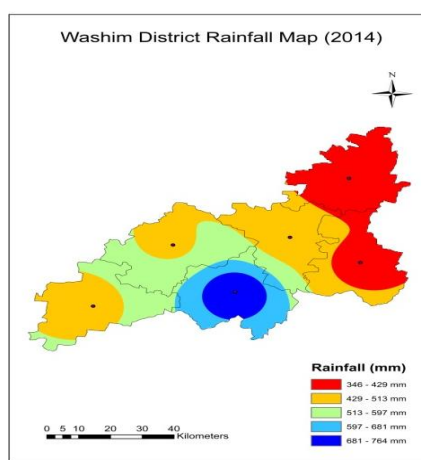 Washim District Rainfall Map (2014)
N
Rainfall (mm)
346 - 429 mm
429 - 513 mm
513 - 597 mm
597 - 681 mm
681 - 764 mm
0 5 10 20 30 40
Kilometers